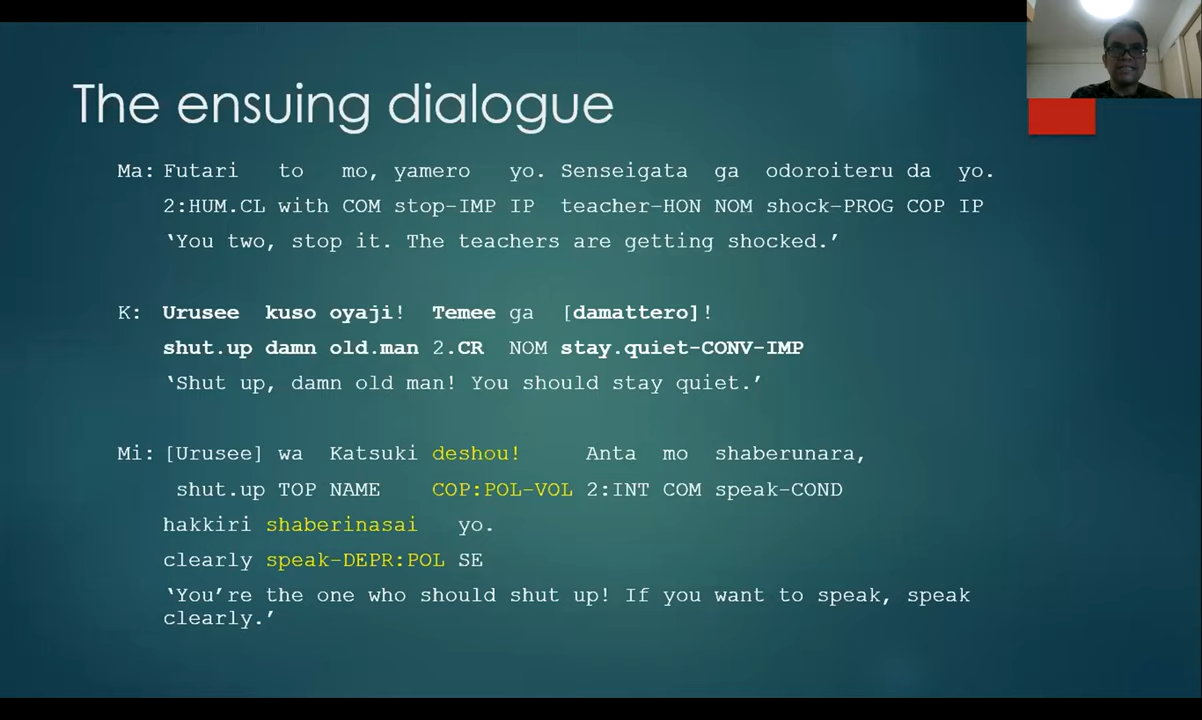 The ensuing dialogue
Ma: Futari to mo, yamero yo. Senseigata ga odoroiteru da yo.
2:HUM.CL with COM stop-IMP IP teacher-HON NOM shock-PROG COP IP
‘You two, stop it. The teachers are getting shocked.’
K: Urusee kuso oyaji! Temee ga [damattero]!
shut.up damn old.man 2.CR NOM stay.quiet-CONV-IMP
‘Shut up, damn old man! You should stay quiet.’
Mi: [Urusee] wa Katsuki deshou! Anta mo shaberunara,
shut.up TOP NAME COP:POL-VOL 2:INT COM speak-COND
hakkiri shaberinasai yo.
clearly speak-DEPR:POL SE
‘You’re the one who should shut up! If you want to speak, speak
clearly.’